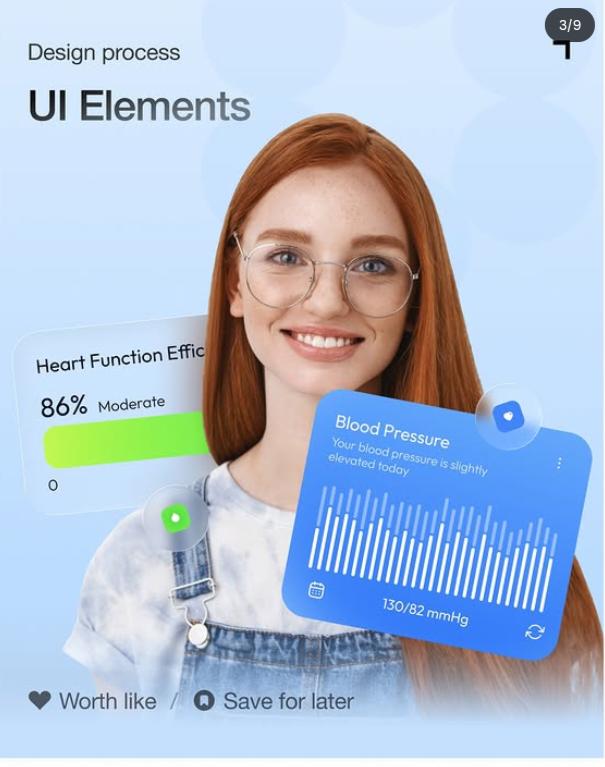 3/9
Design process
UI Elements
Heart Function Effic
86% Moderate
0
Blood Pressure
Your blood pressure is slightly
elevated today
130/82 mmHg
Worth like / Save for later